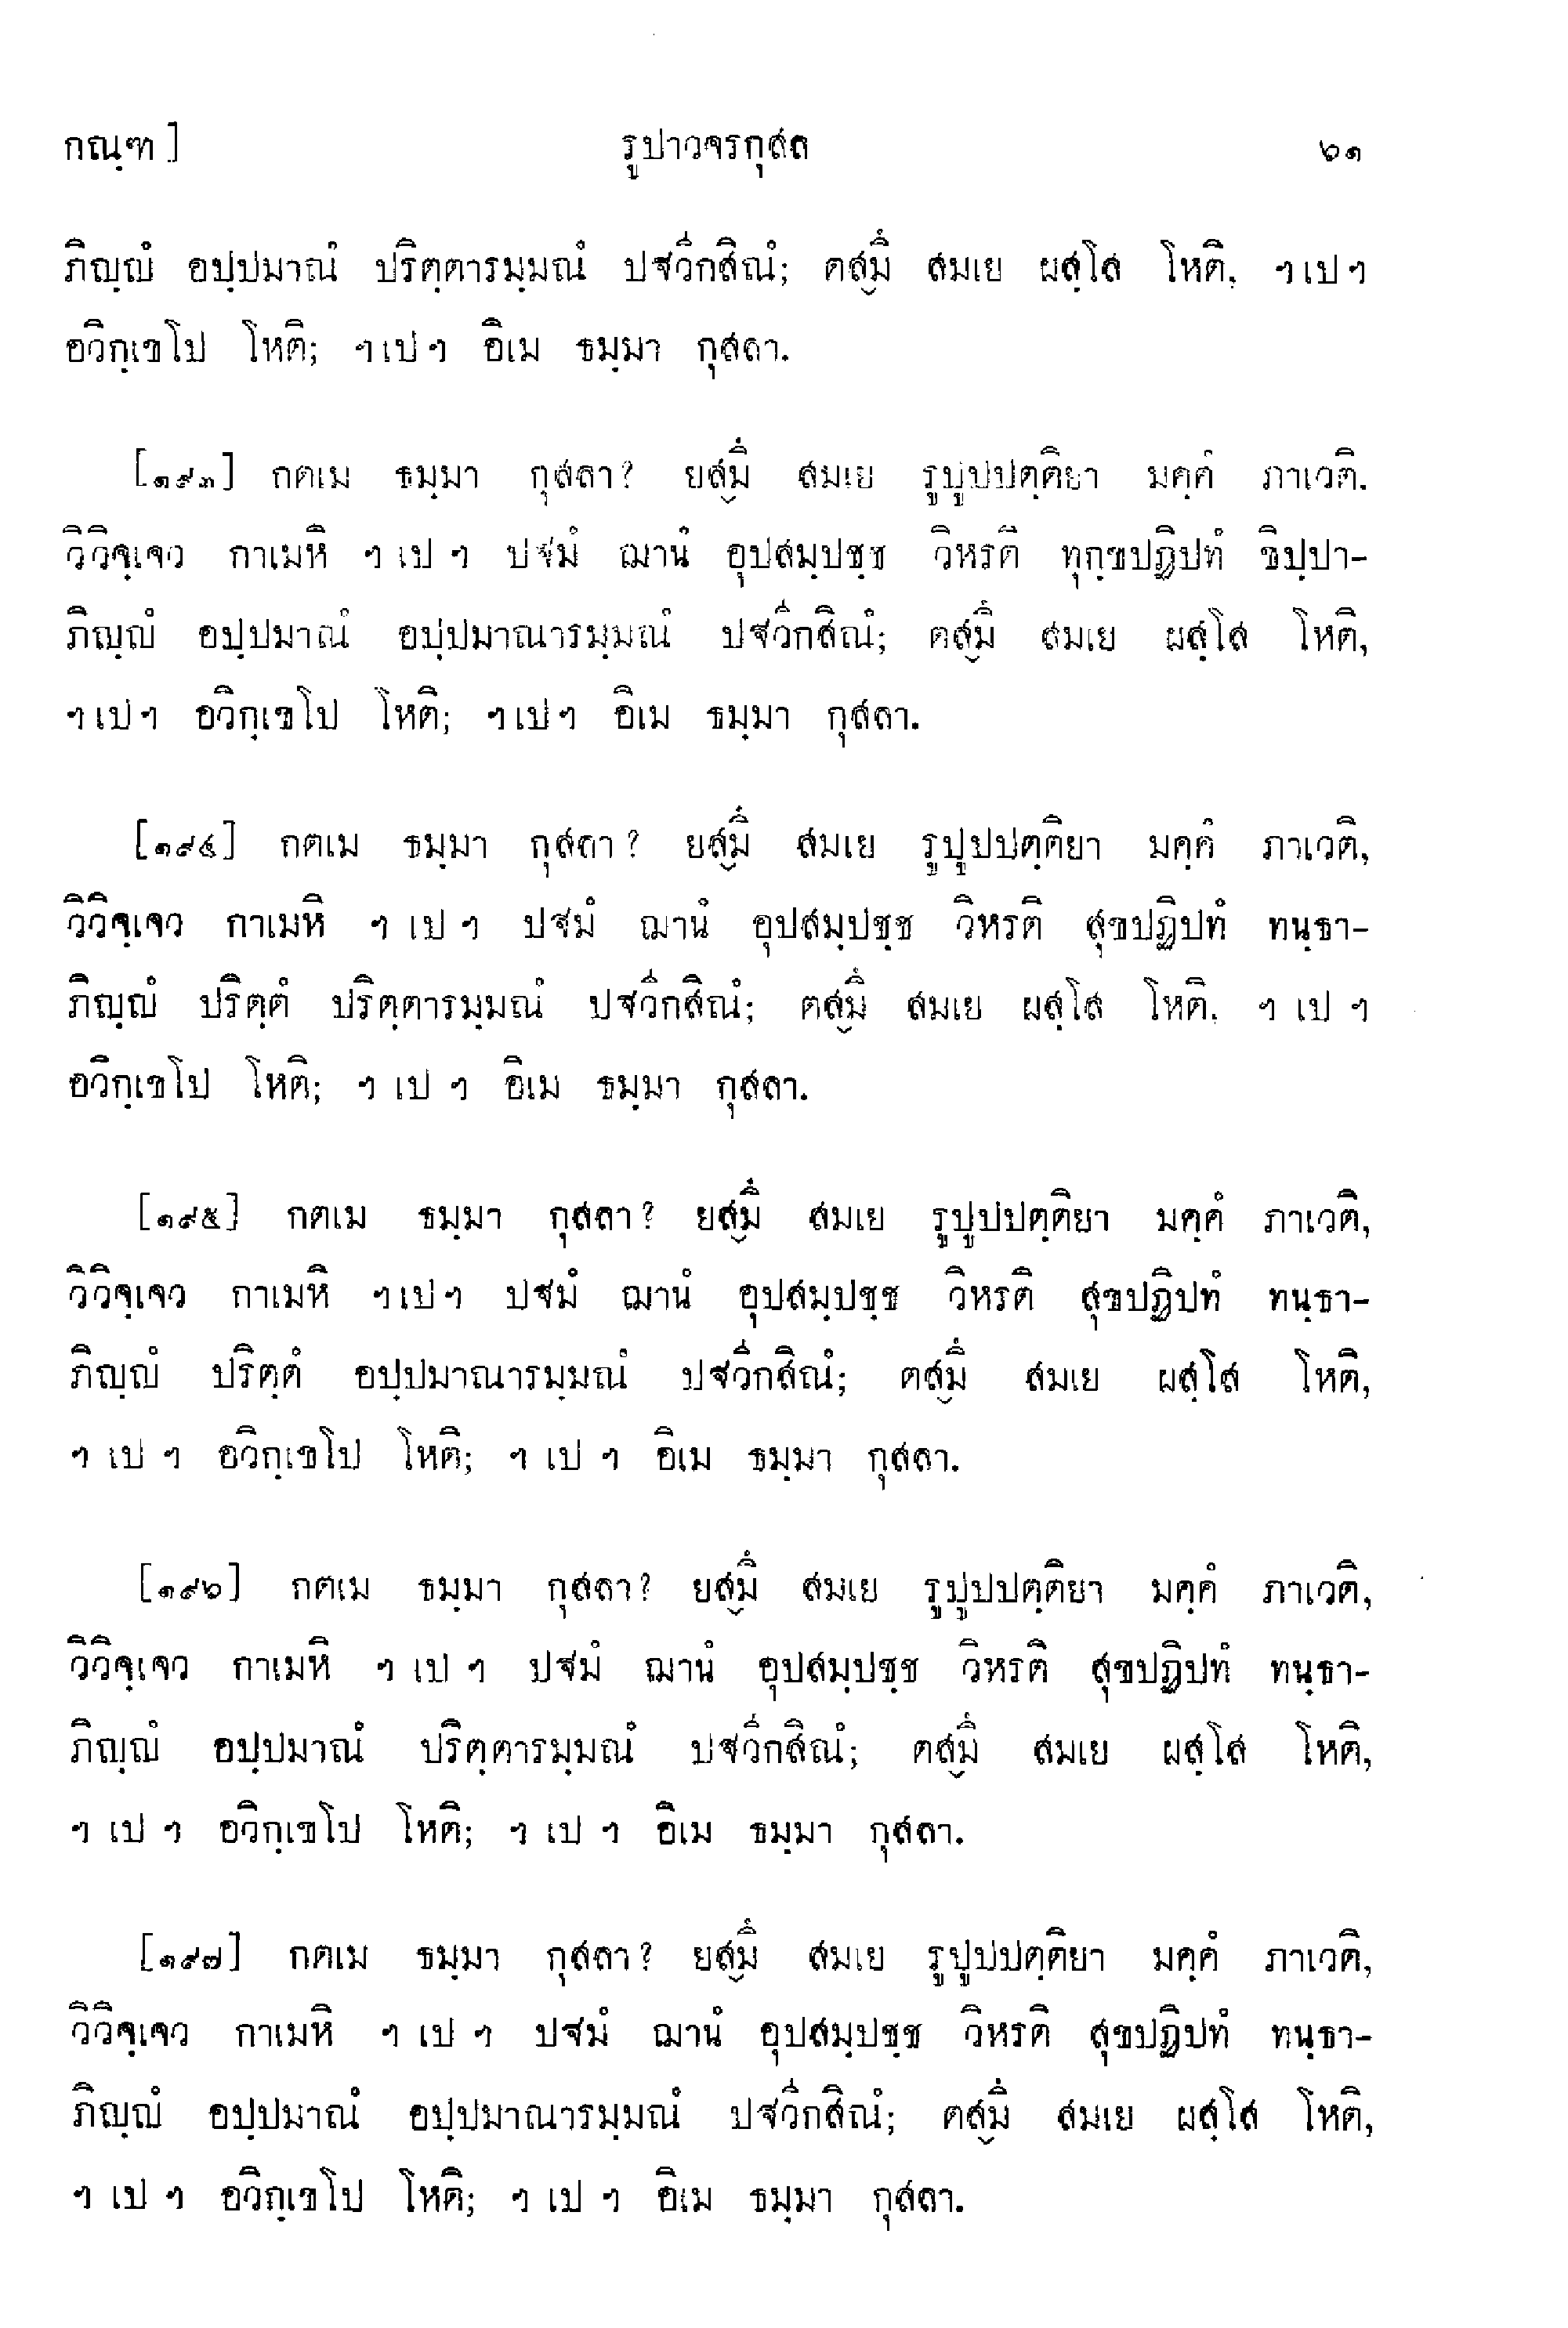 กณฺฑ]	รูปาวจรกุสล	๖๑
ภิญฺญํ อปฺปมาณํ ปริตฺตารมฺมณํ ปฐวีกสิณํ; ตสฺมึ สมเย ผสฺโส โหติ, ฯเปฯ
อวิกฺเขโป โหติ; ฯเปฯ อิเม ธมฺมา กุสลา.
[๑๙๓] กตเม ธมฺมา กุสลา? ยสฺมึ สมเย รูปูปปตฺติยา มคฺคํ ภาเวติ.
วิวิจฺเจว กาเมหิ ฯ เป ฯ ปฐมํ ฌานํ อุปสมฺปชฺช วิหรติ ทุกฺขปฏิปทํ ขิปฺปา-
ภิญฺญํ อปฺปมาณํ อปฺปมาณารมฺมณํ ปฐวีกสิณํ; ตสฺมึ สมเย ผสฺโส โหติ,
ฯเปฯ อวิกฺเขโป โหติ; ฯเปฯ อิเม ธมฺมา กุสลา.
[๑๙๔] กตเม ธมฺมา กุสลา? ยสฺมึ สมเย รูปูปปตฺติยา มคฺคํ ภาเวติ,
วิวิจฺเจว กาเมหิ ฯ เป ฯ ปฐมํ ฌานํ อุปสมฺปชฺช วิหรติ สุขปฏิปทํ ทนฺธา-
ภิญฺญํ ปริตฺตํ ปริตฺตารมฺมณํ ปฐวีกสิณํ; ตสฺมึ สมเย ผสฺโส โหติ, ฯ เป ฯ
อวิกฺเขโป โหติ; ฯ เป ฯ อิเม ธมฺมา กุสลา.
[๑๙๕] กตเม ธมฺมา กุสลา? ยสฺมึ สมเย รูปูปปตฺติยา มคฺคํ ภาเวติ,
วิวิจฺเจว กาเมหิ ฯเปฯ ปฐมํ ฌานํ อุปสมฺปชฺช วิหรติ สุขปฏิปทํ ทนฺธา-
ภิญฺญํ ปริตฺตํ อปฺปมาณารมฺมณํ ปฐวีกสิณํ; ตสฺมึ สมเย ผสฺโส โหติ,
ฯ เป ฯ อวิกฺเขโป โหติ; ฯ เป ฯ อิเม ธมฺมา กุสลา.
[๑๙๖] กตเม ธมฺมา กุสลา? ยสฺมึ สมเย รูปูปปตฺติยา มคฺคํ ภาเวติ,
วิวิจฺเจว กาเมหิ ฯ เป ฯ ปฐมํ ฌานํ อุปสมฺปชฺช วิหรติ สุขปฏิปทํ ทนฺธา-
ภิญฺญํ อปฺปมาณํ ปริตฺตารมฺมณํ ปฐวีกสิณํ; ตสฺมึ สมเย ผสฺโส โหติ,
ฯ เป ฯ อวิกฺเขโป โหติ; ฯ เป ฯ อิเม ธมฺมา กุสลา.
[๑๙๗] กตเม ธมฺมา กุสลา? ยสฺมึ สมเย รูปูปปตฺติยา มคฺคํ ภาเวติ,
วิวิจฺเจว กาเมหิ ฯ เป ฯ ปฐมํ ฌานํ อุปสมฺปชฺช วิหรติ สุขปฏิปทํ ทนฺธา-
ภิญฺญํ อปฺปมาณํ อปฺปมาณารมฺมณํ ปฐวีกสิณํ; ตสฺมึ สมเย ผสฺโส โหติ,
ฯ เป ฯ อวิกฺเขโป โหติ; ฯ เป ฯ อิเม ธมฺมา กุสลา.